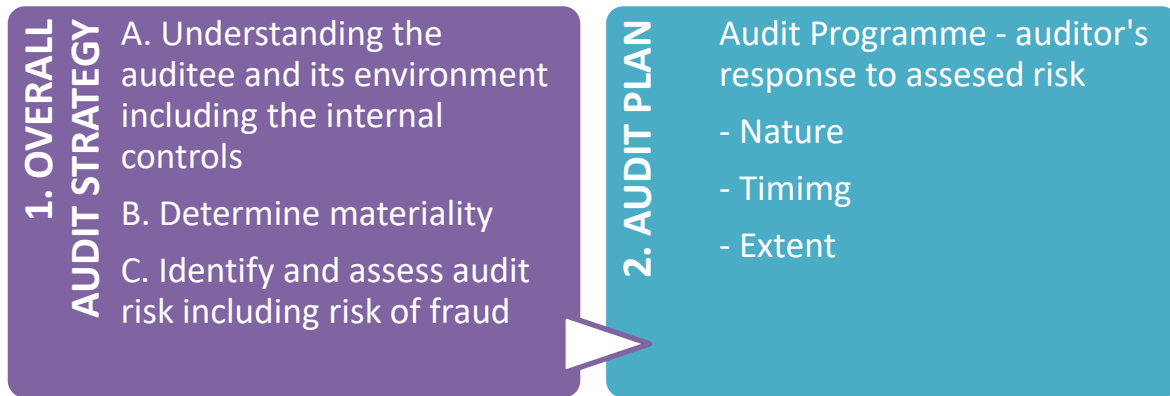 1. OVERALL
AUDIT STRATEGY
A. Understanding the
auditee and its environment
including the internal
controls
B. Determine materiality
C. Identify and assess audit
risk including risk of fraud
2. AUDIT PLAN
Audit Programme - auditor's
response to assesed risk
- Nature
- Timimg
- Extent